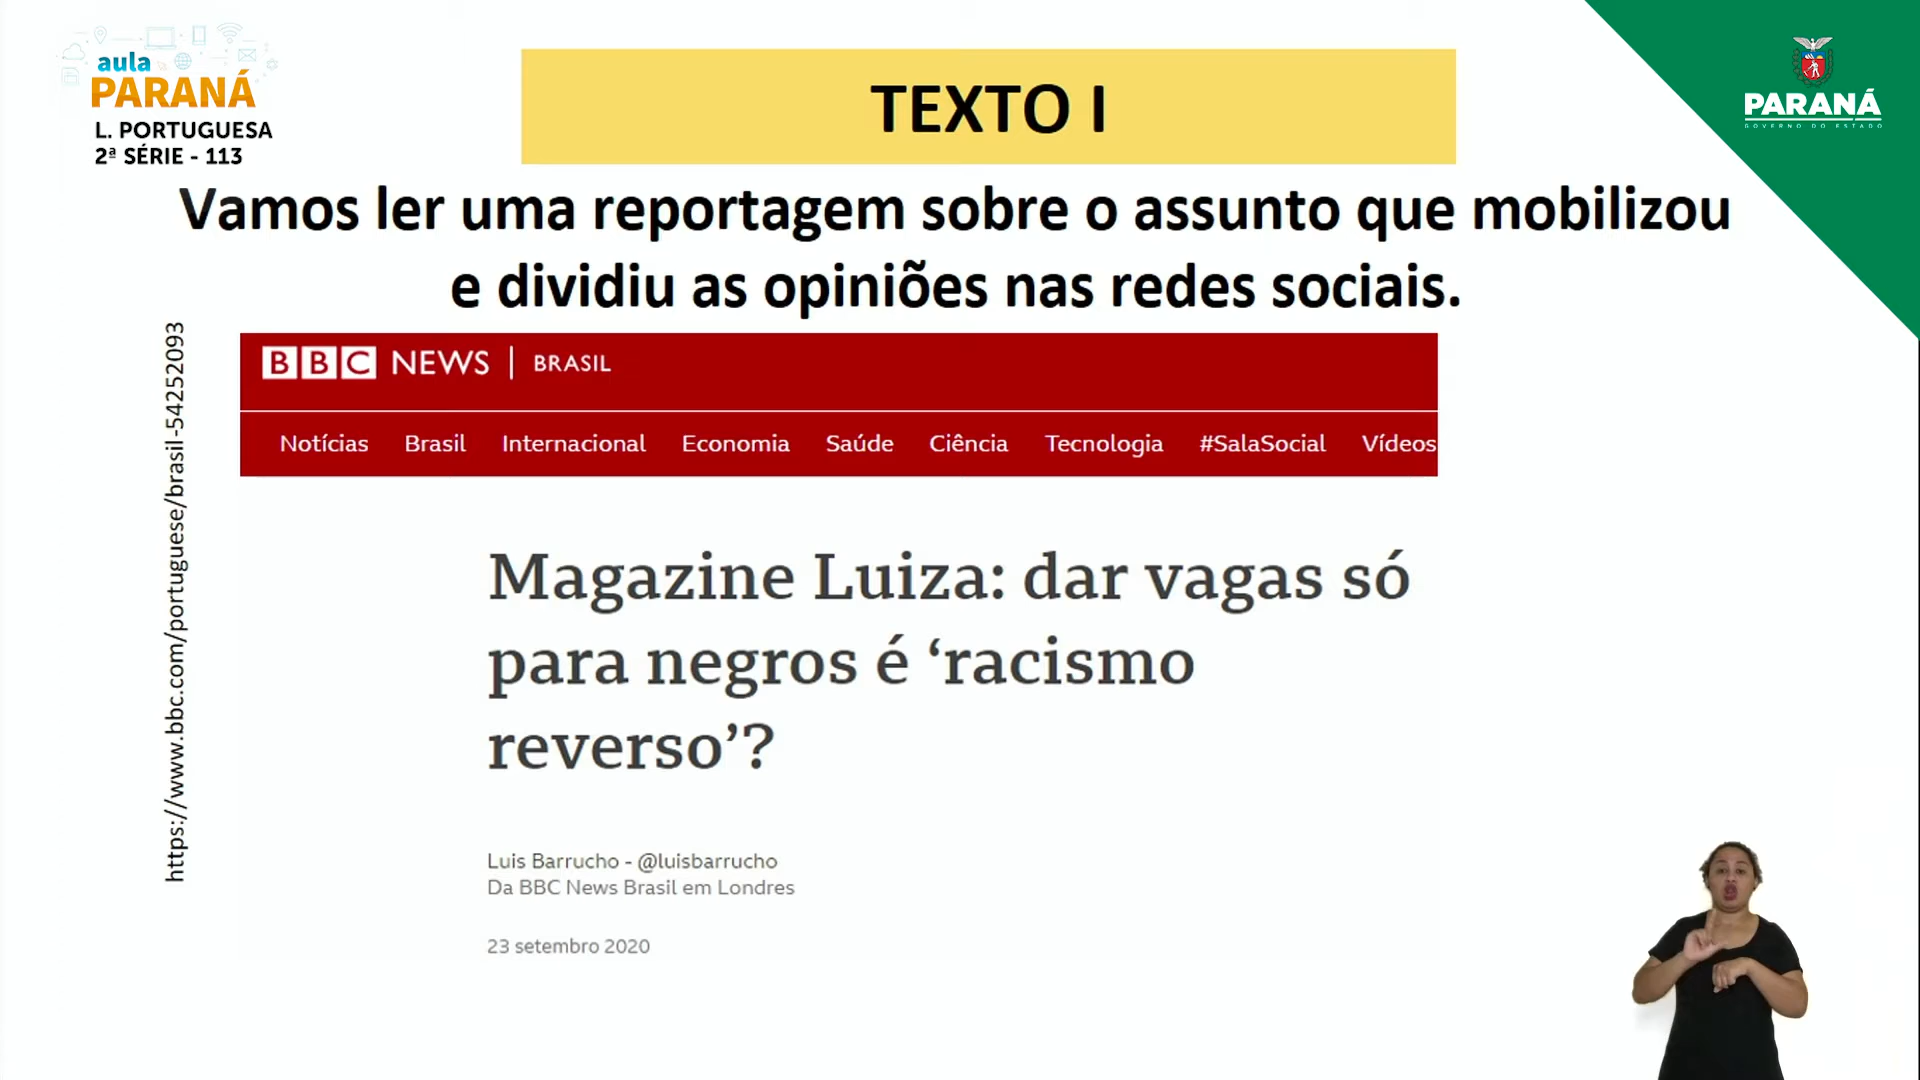 aula
PARANÁ
L. PORTUGUESA
2ª SÉRIE - 113
TEXTO I
PARANÁ
GOVERNO DO ESTADO
Vamos ler uma reportagem sobre o assunto que mobilizou
e dividiu as opiniões nas redes sociais.
https://www.bbc.com/portuguese/brasil-54252093
BBC NEWS | BRASIL
Notícias Brasil Internacional Economia Saúde Ciência Tecnologia #SalaSocial Vídeos
Magazine Luiza: dar vagas só
para negros é ‘racismo
reverso’?
Luis Barrucho - @luisbarrucho
Da BBC News Brasil em Londres
23 setembro 2020